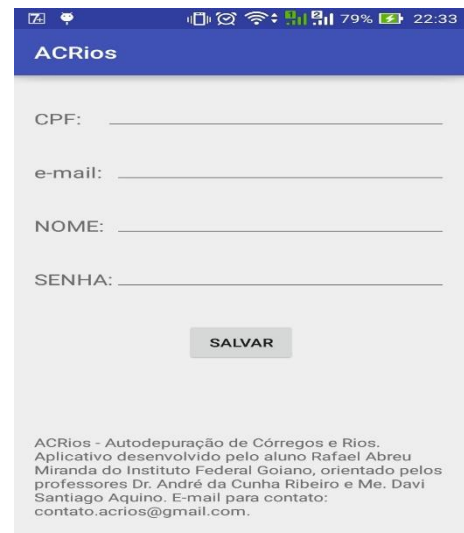 79% 22:33
ACRios
CPF:
e-mail:
NOME:
SENHA:
SALVAR
ACRios - Autodepuração de Córregos e Rios.
Aplicativo desenvolvido pelo aluno Rafael Abreu
Miranda do Instituto Federal Goiano, orientado pelos
professores Dr. André da Cunha Ribeiro e Me. Davi
Santiago Aquino. E-mail para contato:
contato.acrios@gmail.com.